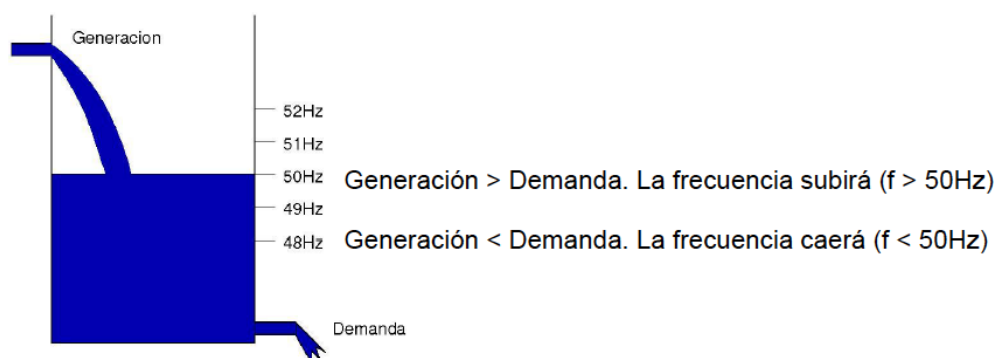 Generacion
52Hz
51Hz
50Hz Generación > Demanda. La frecuencia subirá (f > 50Hz)
49Hz
48Hz Generación < Demanda. La frecuencia caerá (f < 50Hz)
Demanda